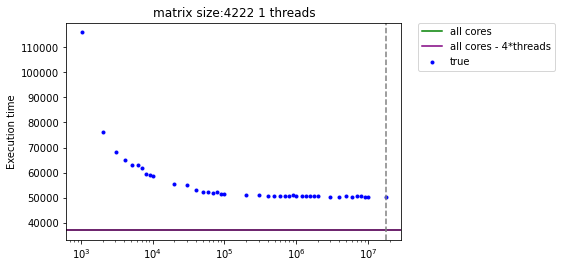 matrix size:4222 1 threads
all cores
all cores - 4*threads
true
Execution time
110000
100000
90000
80000
70000
60000
50000
40000
10³
10⁴
10⁵
10⁶
10⁷